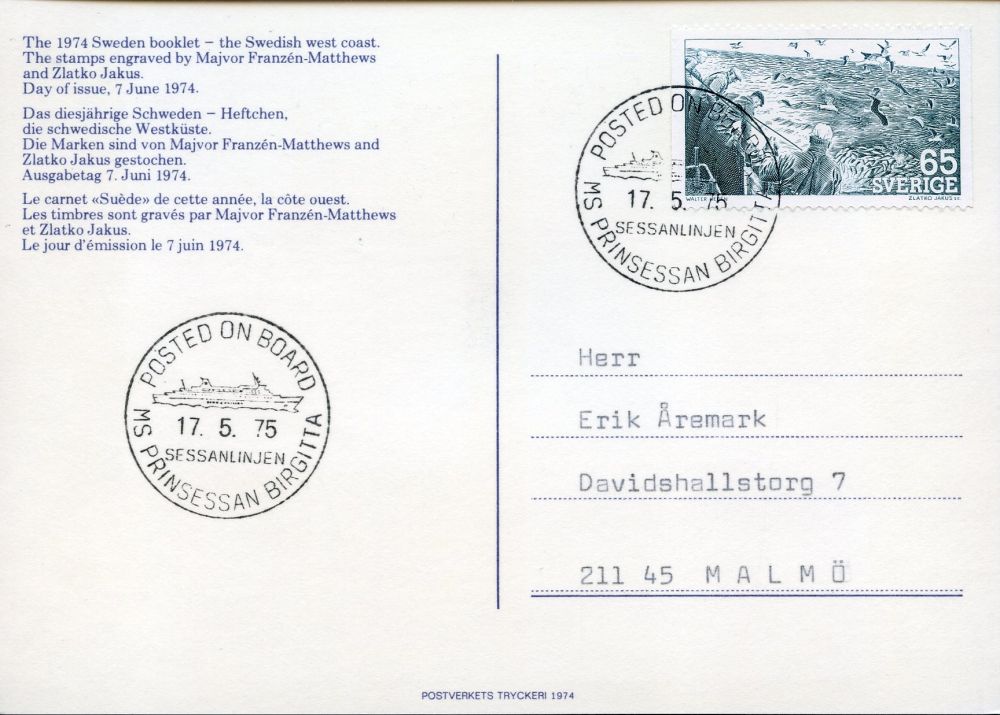 The 1974 Sweden booklet – the Swedish west coast.
The stamps engraved by Majvor Franzén-Matthews
and Zlatko Jakus.
Day of issue, 7 June 1974.
Das diesjährige Schweden – Heftchen,
die schwedische Westküste.
Die Marken sind von Majvor Franzén-Matthews and
Zlatko Jakus gestochen.
Ausgabetag 7. Juni 1974.
Le carnet «Suède» de cette année, la côte ouest.
Les timbres sont gravés par Majvor Franzén-Matthews
et Zlatko Jakus.
Le jour d'émission le 7 juin 1974.
POSTED ON BOARD
17. 5. 75
SESSANLINJEN
MS PRINSESSAN BIRGITTA
65
SVERIGE
ZLATKO JAKUS SC.
POSTED ON BOARD
17. 5. 75
SESSANLINJEN
MS PRINSESSAN BIRGITTA
Herr
Erik Åremark
Davidshallstorg 7
211 45 M A L M Ö
POSTVERKETS TRYCKERI 1974